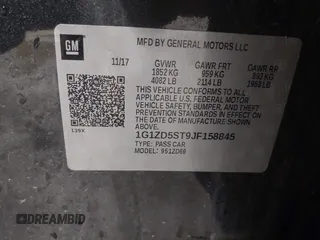 GM
MFD BY GENERAL MOTORS LLC
11/17 GVWR GAWR FRT GAWR RR
1852 KG 959 KG 893 KG
4082 LB 2114 LB 1968 LB
THIS VEHICLE CONFORMS TO ALL APPLICABLE
U.S. FEDERAL MOTOR VEHICLE SAFETY, BUMPER, AND THEFT
PREVENTION STANDARDS IN EFFECT ON THE DATE OF
MANUFACTURE SHOWN ABOVE.
1G1ZD5ST9JF158845
TYPE: PASS CAR
MODEL:
DREAMBID